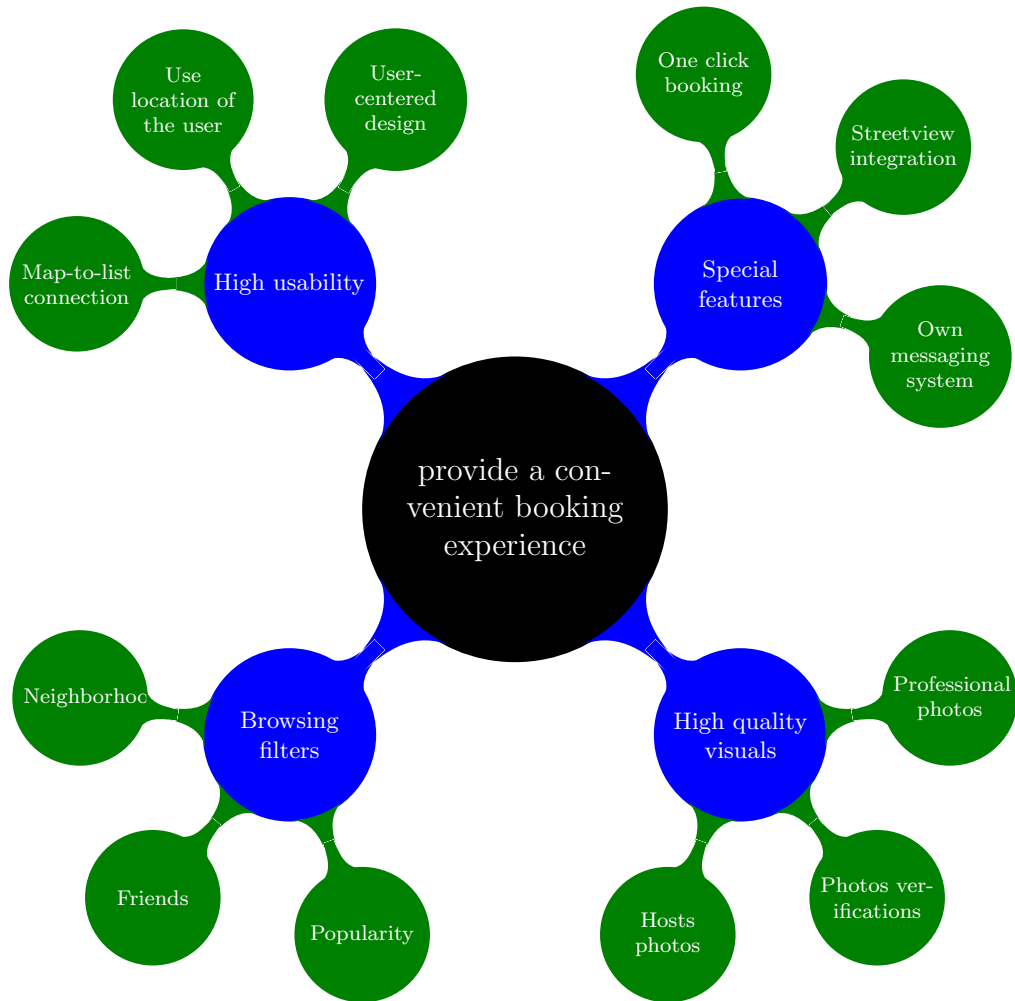 One click
booking
Use
location of
the user
User-
centered
design
Streetview
integration
Map-to-list
connection
High usability
Special
features
Own
messaging
system
provide a con-
venient booking
experience
Neighborhoo
Professional
photos
Browsing
filters
High quality
visuals
Friends
Popularity
Hosts
photos
Photos ver-
ifications